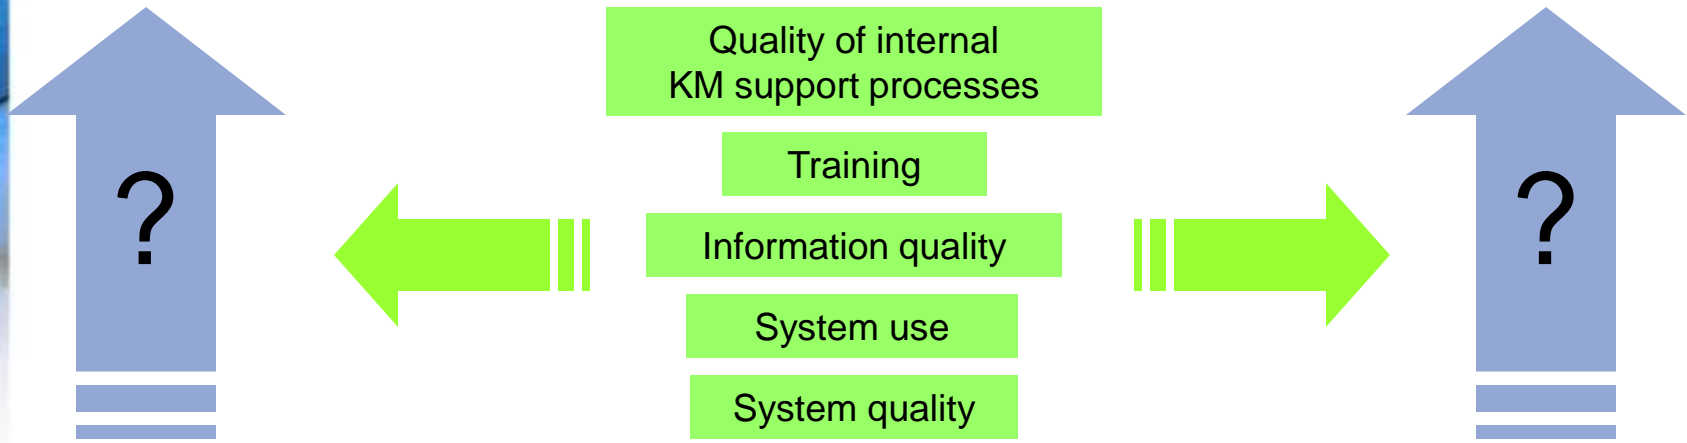 Quality of internal
KM support processes
Training
?
?
Information quality
System use
System quality